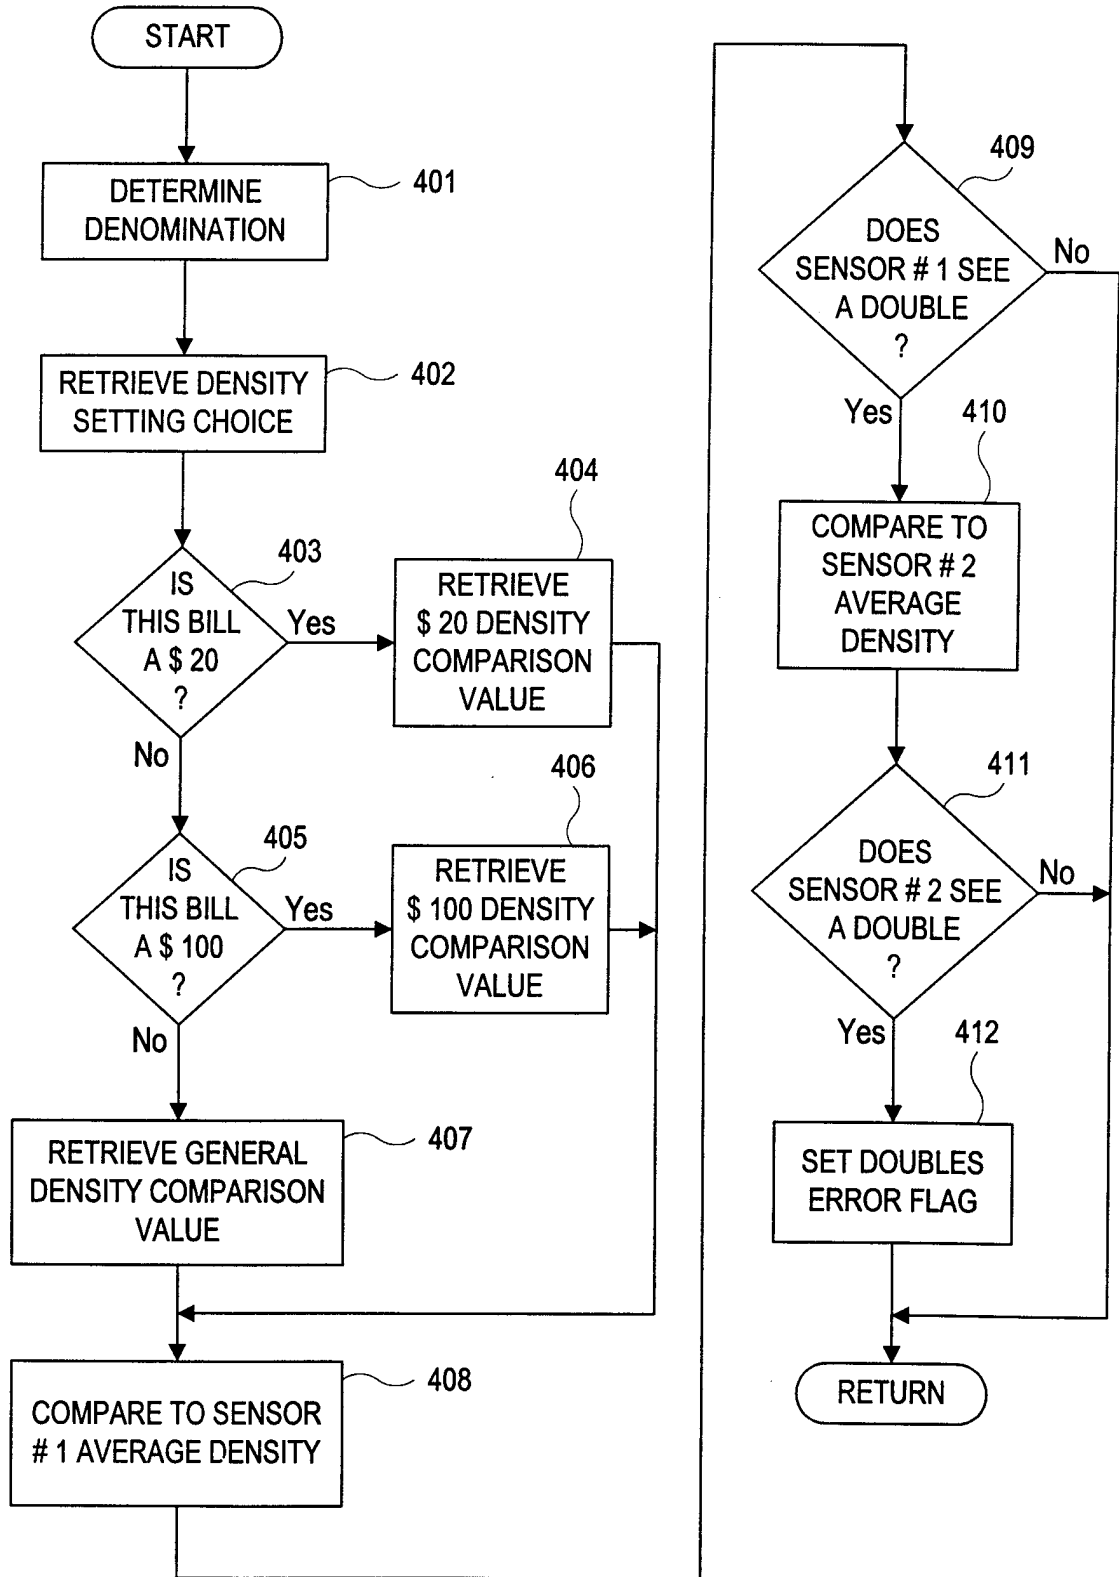 START
DETERMINE
DENOMINATION
401
RETRIEVE DENSITY
SETTING CHOICE
402
IS
THIS BILL
A $ 20
?
403
Yes
No
RETRIEVE
$ 20 DENSITY
COMPARISON
VALUE
404
IS
THIS BILL
A $ 100
?
405
Yes
No
RETRIEVE
$ 100 DENSITY
COMPARISON
VALUE
406
RETRIEVE GENERAL
DENSITY COMPARISON
VALUE
407
COMPARE TO SENSOR
# 1 AVERAGE DENSITY
408
DOES
SENSOR # 1 SEE
A DOUBLE
?
409
No
Yes
COMPARE TO
SENSOR # 2
AVERAGE
DENSITY
410
DOES
SENSOR # 2 SEE
A DOUBLE
?
411
No
Yes
SET DOUBLES
ERROR FLAG
412
RETURN